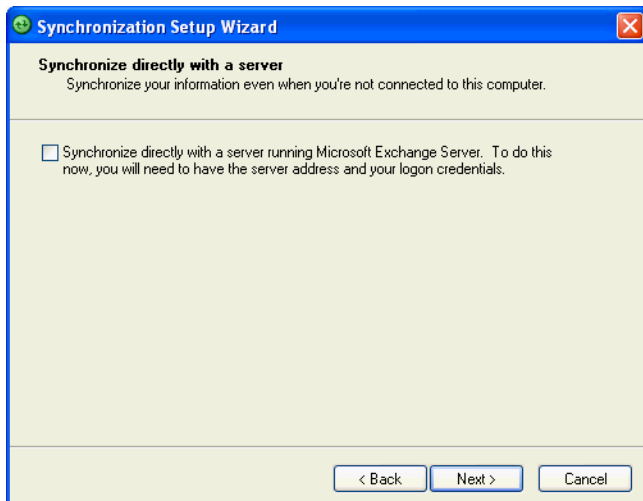 Synchronization Setup Wizard
Synchronize directly with a server
Synchronize your information even when you're not connected to this computer.
Synchronize directly with a server running Microsoft Exchange Server.  To do this
now, you will need to have the server address and your logon credentials.
< Back Next > Cancel